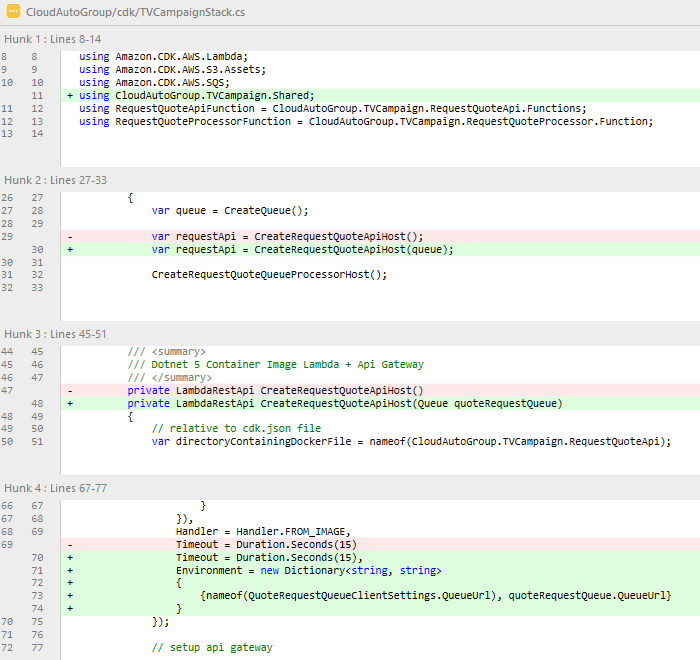 CloudAutoGroup/cdk/TVCampaignStack.cs
Hunk 1 : Lines 8-14
8 8 using Amazon.CDK.AWS.Lambda;
9 9 using Amazon.CDK.AWS.S3.Assets;
10 10 using Amazon.CDK.AWS.SQS;
11 + using CloudAutoGroup.TVCampaign.Shared;
11 12 using RequestQuoteApiFunction = CloudAutoGroup.TVCampaign.RequestQuoteApi.Functions;
12 13 using RequestQuoteProcessorFunction = CloudAutoGroup.TVCampaign.RequestQuoteProcessor.Function;
13 14
Hunk 2 : Lines 27-33
26 27 {
27 28 var queue = CreateQueue();
28 29
29 - var requestApi = CreateRequestQuoteApiHost();
30 + var requestApi = CreateRequestQuoteApiHost(queue);
30 31
31 32 CreateRequestQuoteQueueProcessorHost();
32 33
Hunk 3 : Lines 45-51
44 45 /// <summary>
45 46 /// Dotnet 5 Container Image Lambda + Api Gateway
46 47 /// </summary>
47 - private LambdaRestApi CreateRequestQuoteApiHost()
48 + private LambdaRestApi CreateRequestQuoteApiHost(Queue quoteRequestQueue)
48 49 {
49 50 // relative to cdk.json file
50 51 var directoryContainingDockerFile = nameof(CloudAutoGroup.TVCampaign.RequestQuoteApi);
Hunk 4 : Lines 67-77
66 67 }
67 68 }),
68 69 Handler = Handler.FROM_IMAGE,
69 - Timeout = Duration.Seconds(15)
70 + Timeout = Duration.Seconds(15),
71 + Environment = new Dictionary<string, string>
72 + {
73 + {nameof(QuoteRequestQueueClientSettings.QueueUrl), quoteRequestQueue.QueueUrl}
74 + }
70 75 });
71 76
72 77 // setup api gateway